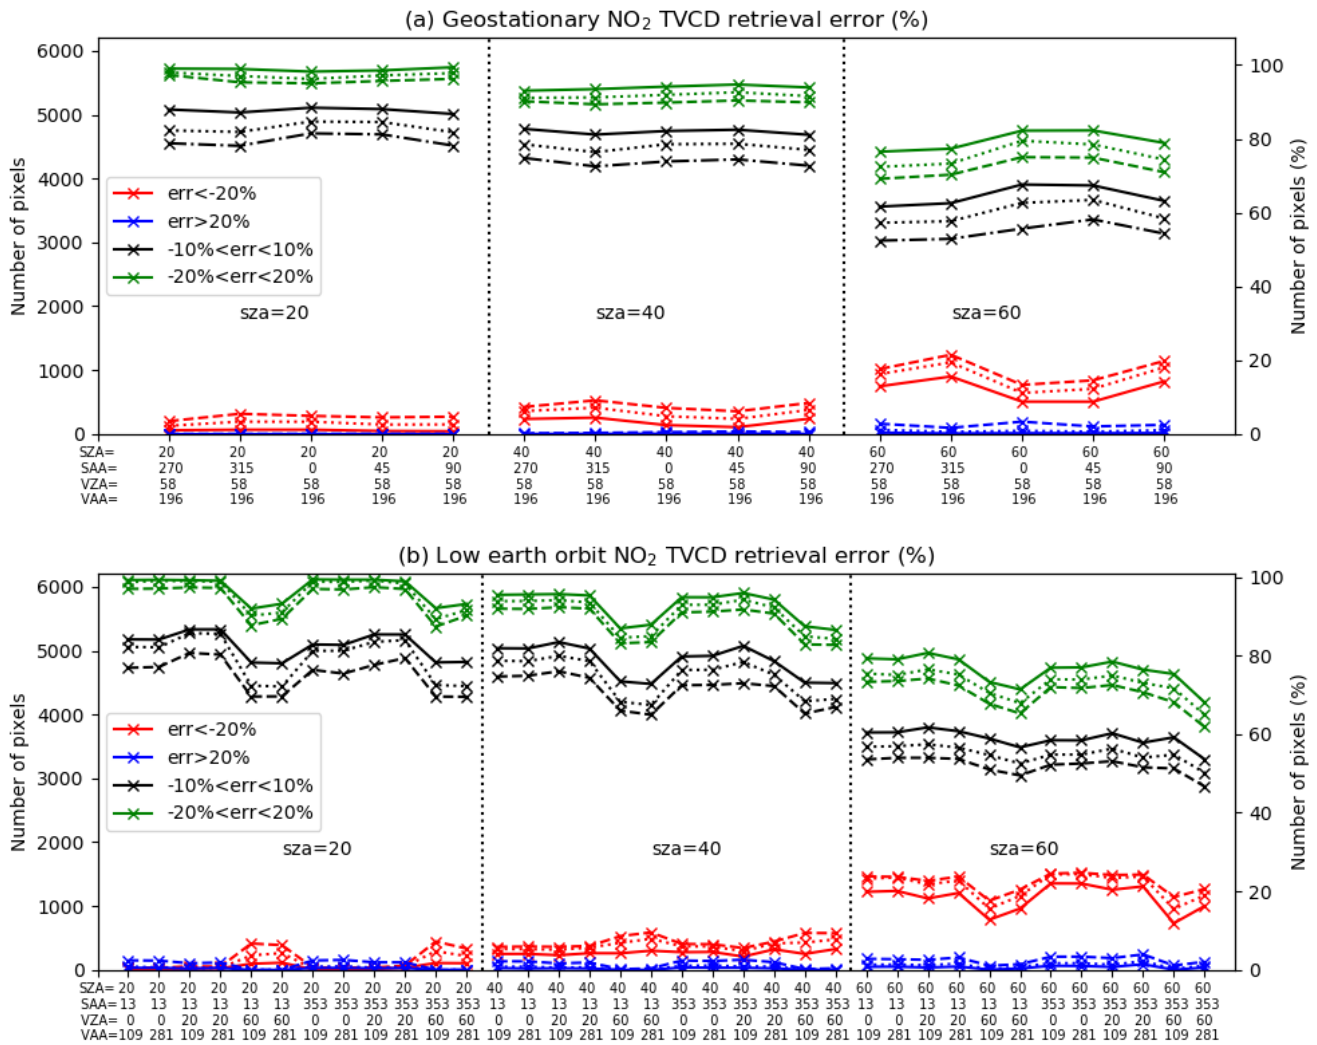 (a) Geostationary NO₂ TVCD retrieval error (%)
6000
5000
4000
3000
2000
1000
0
Number of pixels
100
80
60
40
20
0
Number of pixels (%)
err<-20%
err>20%
-10%<err<10%
-20%<err<20%
sza=20
sza=40
sza=60
SZA= 20 20 20 20 20 40 40 40 40 40 60 60 60 60 60
SAA= 270 315 0 45 90 270 315 0 45 90 270 315 0 45 90
VZA= 58 58 58 58 58 58 58 58 58 58 58 58 58 58 58
VAA= 196 196 196 196 196 196 196 196 196 196 196 196 196 196 196
(b) Low earth orbit NO₂ TVCD retrieval error (%)
6000
5000
4000
3000
2000
1000
0
Number of pixels
100
80
60
40
20
0
Number of pixels (%)
err<-20%
err>20%
-10%<err<10%
-20%<err<20%
sza=20
sza=40
sza=60
SZA= 20 20 20 20 20 20 20 20 20 20 20 20 40 40 40 40 40 40 40 40 40 40 40 40 60 60 60 60 60 60 60 60 60 60 60 60
SAA= 13 13 13 13 13 13 353 353 353 353 353 353 13 13 13 13 13 13 353 353 353 353 353 353 13 13 13 13 13 13 353 353 353 353 353 353
VZA= 0 0 20 20 60 60 0 0 20 20 60 60 0 0 20 20 60 60 0 0 20 20 60 60 0 0 20 20 60 60 0 0 20 20 60 60
VAA= 109 281 109 281 109 281 109 281 109 281 109 281 109 281 109 281 109 281 109 281 109 281 109 281 109 281 109 281 109 281 109 281 109 281 109 281